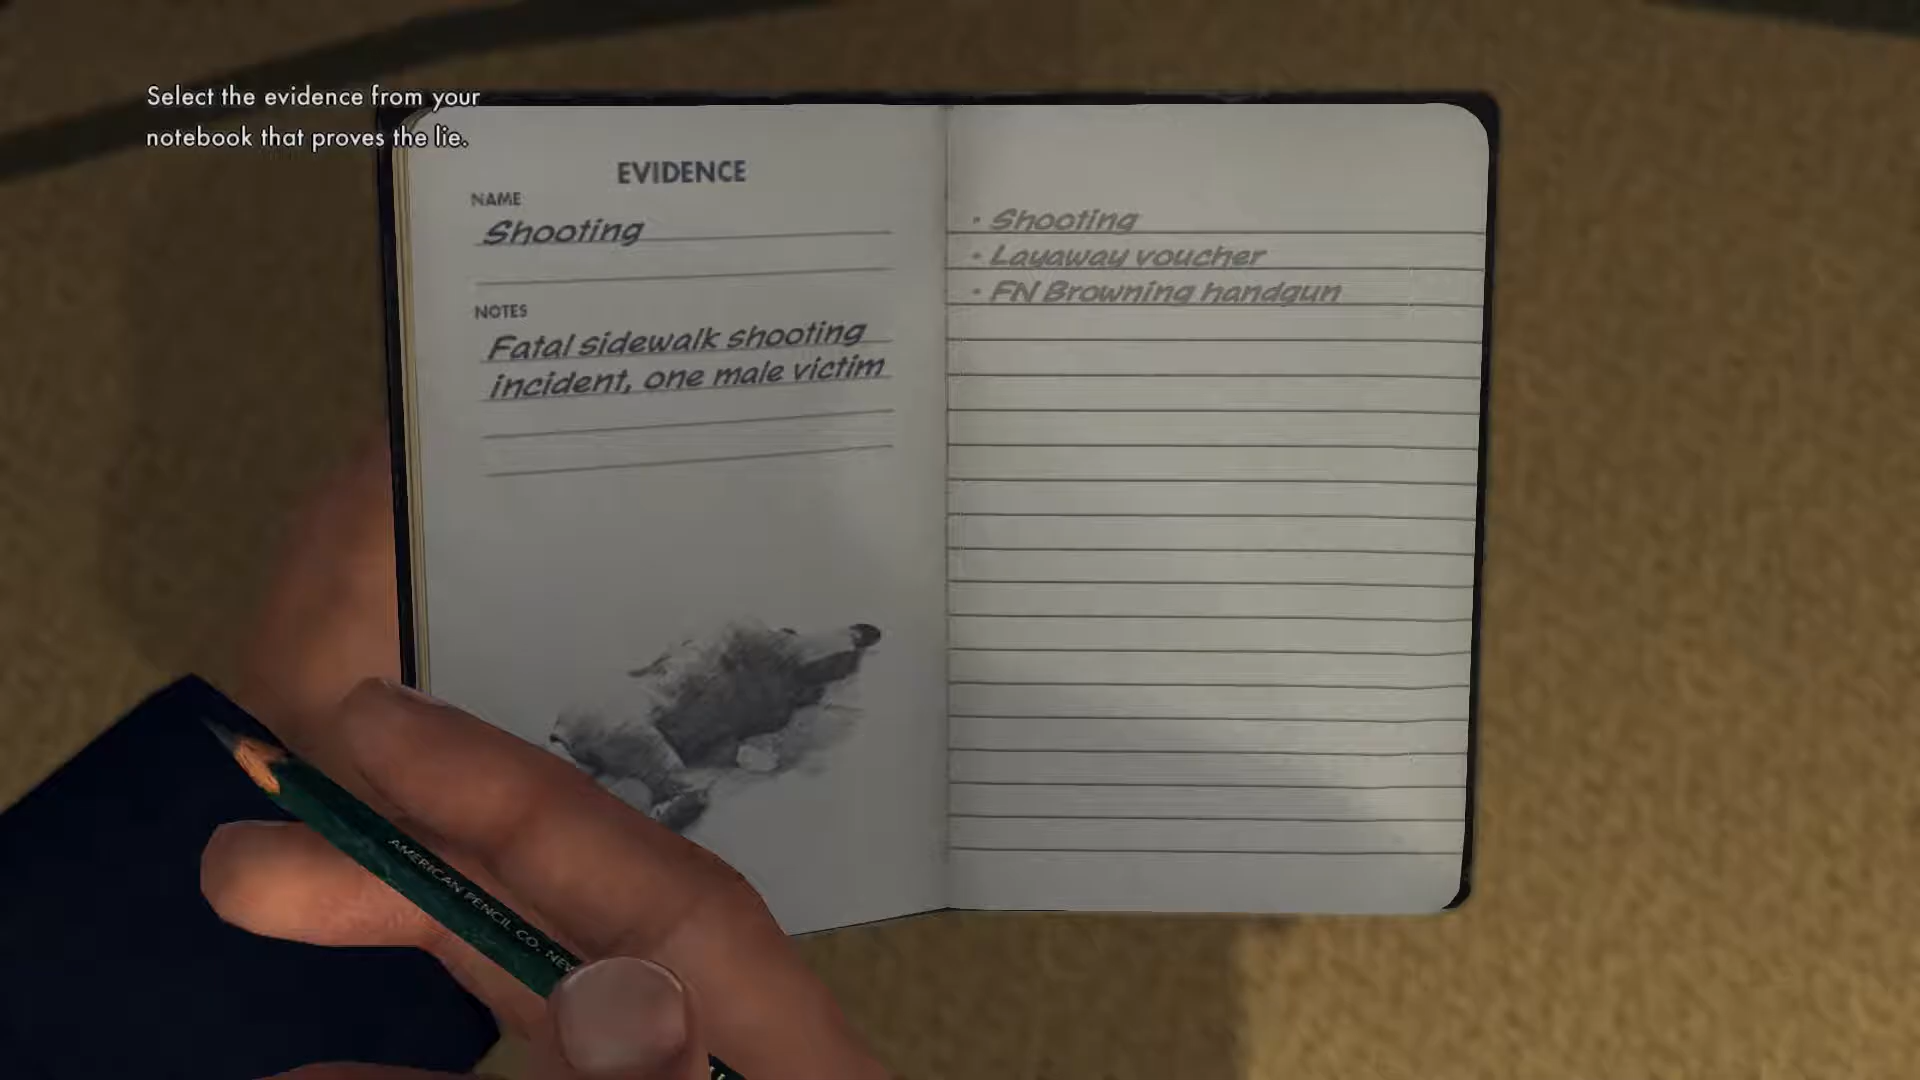 Select the evidence from your
notebook that proves the lie.
EVIDENCE
NAME
Shooting
NOTES
Fatal sidewalk shooting
incident, one male victim
• Shooting
• Layaway voucher
• FN Browning handgun
AMERICAN PENCIL CO. NEW